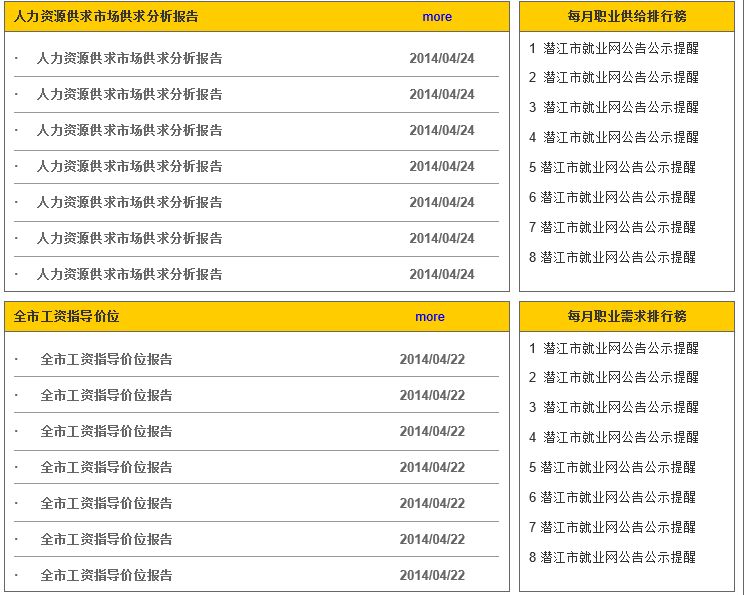 人力资源供求市场供求分析报告 more
· 人力资源供求市场供求分析报告 2014/04/24
· 人力资源供求市场供求分析报告 2014/04/24
· 人力资源供求市场供求分析报告 2014/04/24
· 人力资源供求市场供求分析报告 2014/04/24
· 人力资源供求市场供求分析报告 2014/04/24
· 人力资源供求市场供求分析报告 2014/04/24
· 人力资源供求市场供求分析报告 2014/04/24
每月职业供给排行榜
1 潜江市就业网公告公示提醒
2 潜江市就业网公告公示提醒
3 潜江市就业网公告公示提醒
4 潜江市就业网公告公示提醒
5 潜江市就业网公告公示提醒
6 潜江市就业网公告公示提醒
7 潜江市就业网公告公示提醒
8 潜江市就业网公告公示提醒
全市工资指导价位 more
· 全市工资指导价位报告 2014/04/22
· 全市工资指导价位报告 2014/04/22
· 全市工资指导价位报告 2014/04/22
· 全市工资指导价位报告 2014/04/22
· 全市工资指导价位报告 2014/04/22
· 全市工资指导价位报告 2014/04/22
· 全市工资指导价位报告 2014/04/22
每月职业需求排行榜
1 潜江市就业网公告公示提醒
2 潜江市就业网公告公示提醒
3 潜江市就业网公告公示提醒
4 潜江市就业网公告公示提醒
5 潜江市就业网公告公示提醒
6 潜江市就业网公告公示提醒
7 潜江市就业网公告公示提醒
8 潜江市就业网公告公示提醒